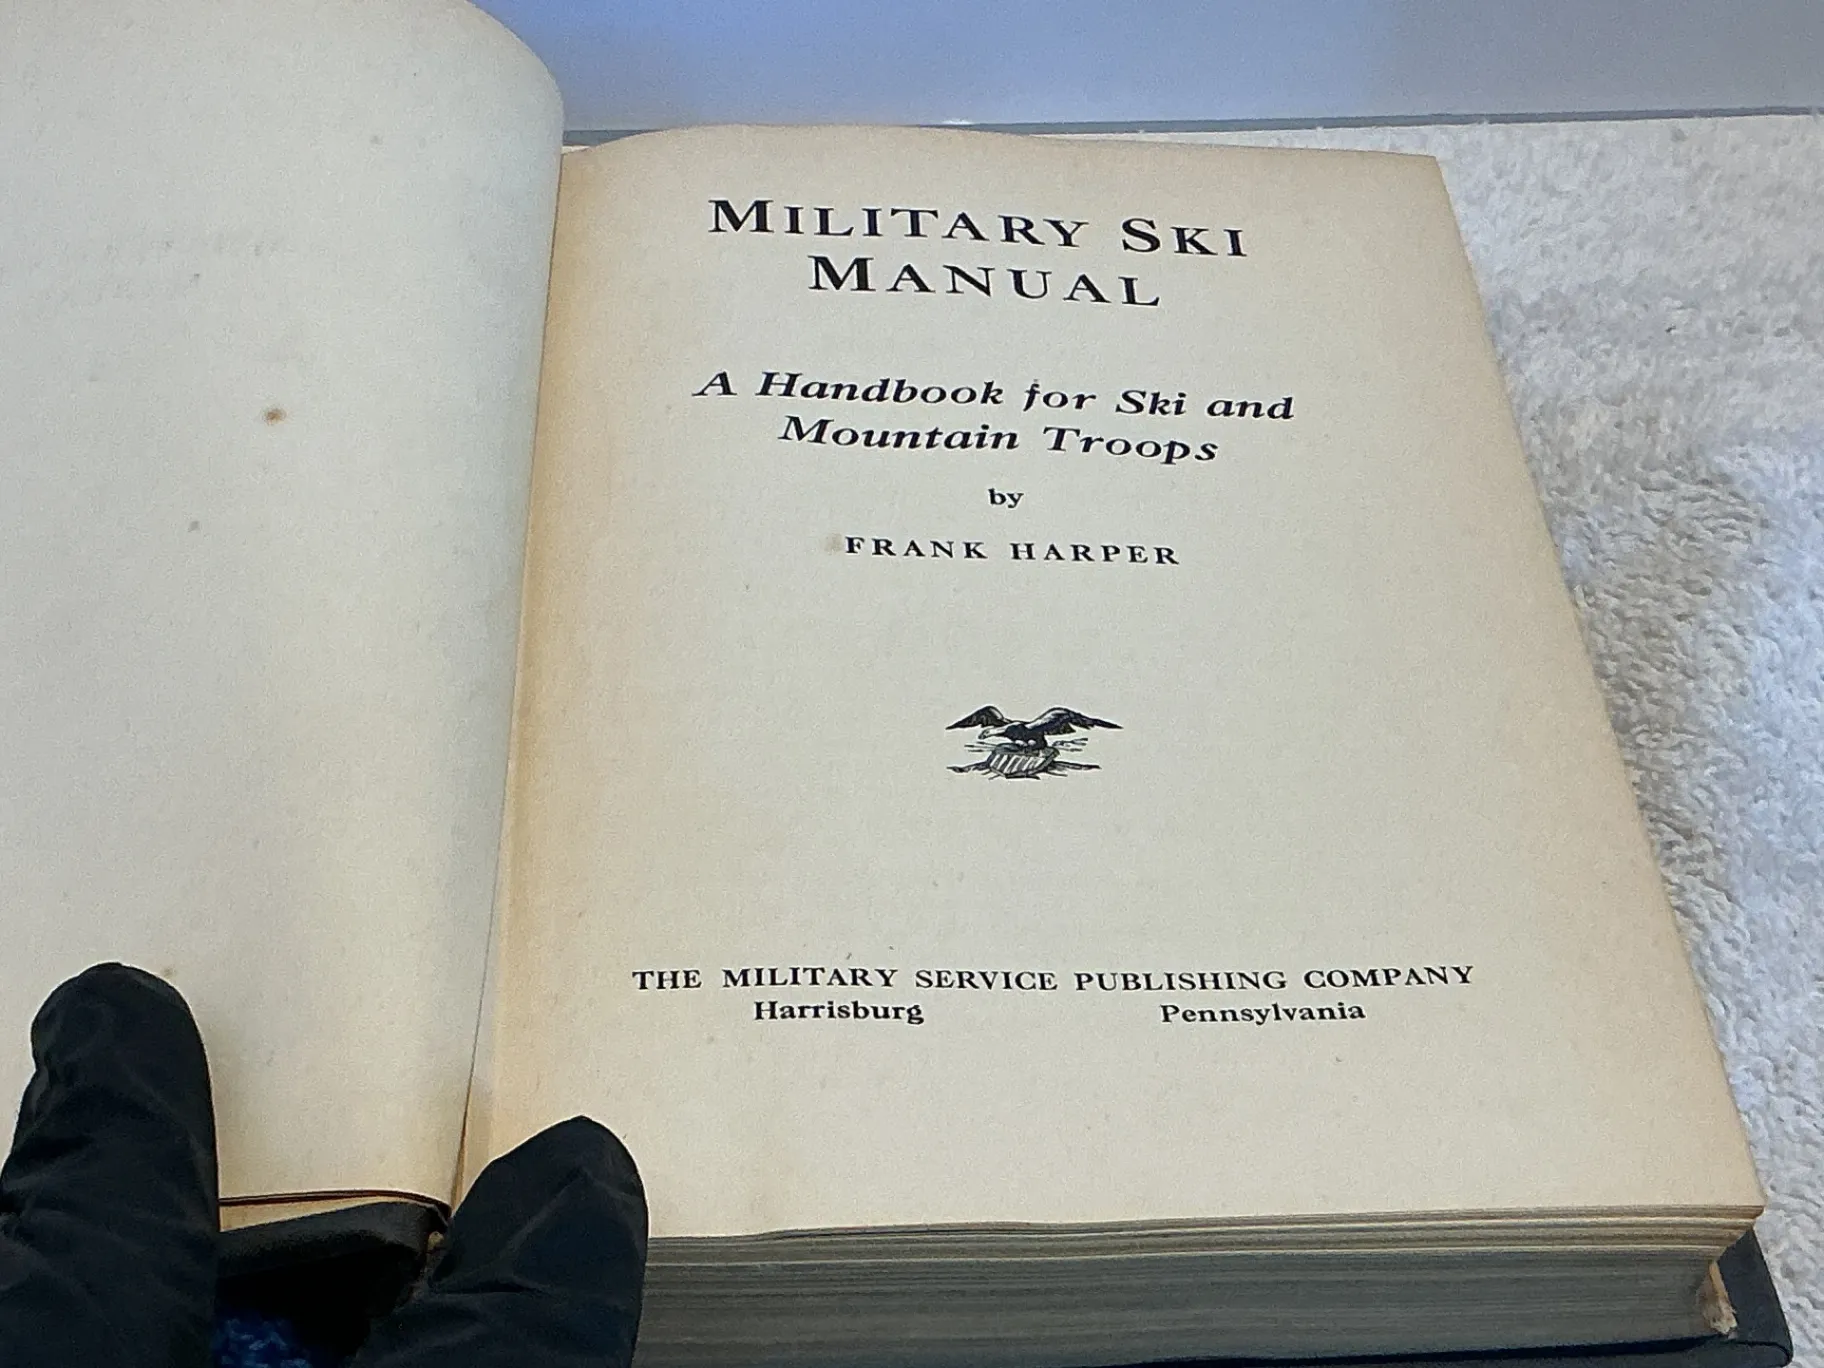 MILITARY SKI
MANUAL
A Handbook for Ski and
Mountain Troops
by
FRANK HARPER
THE MILITARY SERVICE PUBLISHING COMPANY
Harrisburg Pennsylvania